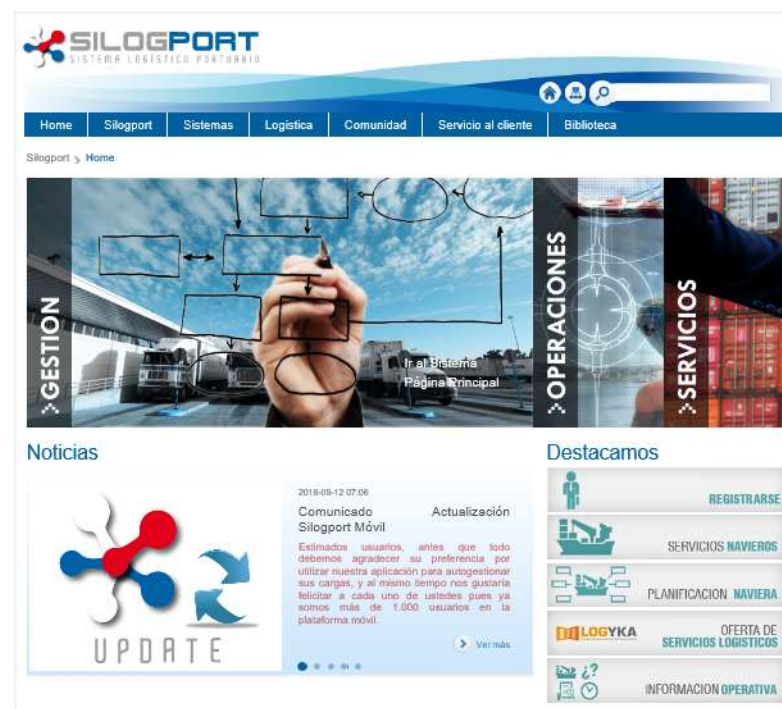 SILOGPORT
SISTEMA LOGÍSTICO PORTUARIO
Home Silogport Sistemas Logística Comunidad Servicio al cliente Biblioteca
Silogport > Home
> GESTION
Ir al Sistema
Página Principal
> OPERACIONES
> SERVICIOS
Noticias
UPDATE
2018-09-12 07:06
Comunicado Actualización
Silogport Móvil
Estimados usuarios, antes que todo
debemos agradecer su preferencia por
utilizar nuestra aplicación para autogestionar
sus cargas, y al mismo tiempo nos gustaría
felicitar a cada uno de ustedes pues ya
somos más de 1.000 usuarios en la
plataforma móvil.
Ver más
Destacamos
REGISTRARSE
SERVICIOS NAVIEROS
PLANIFICACION NAVIERA
LOGYKA
OFERTA DE
SERVICIOS LOGISTICOS
¿?
INFORMACION OPERATIVA